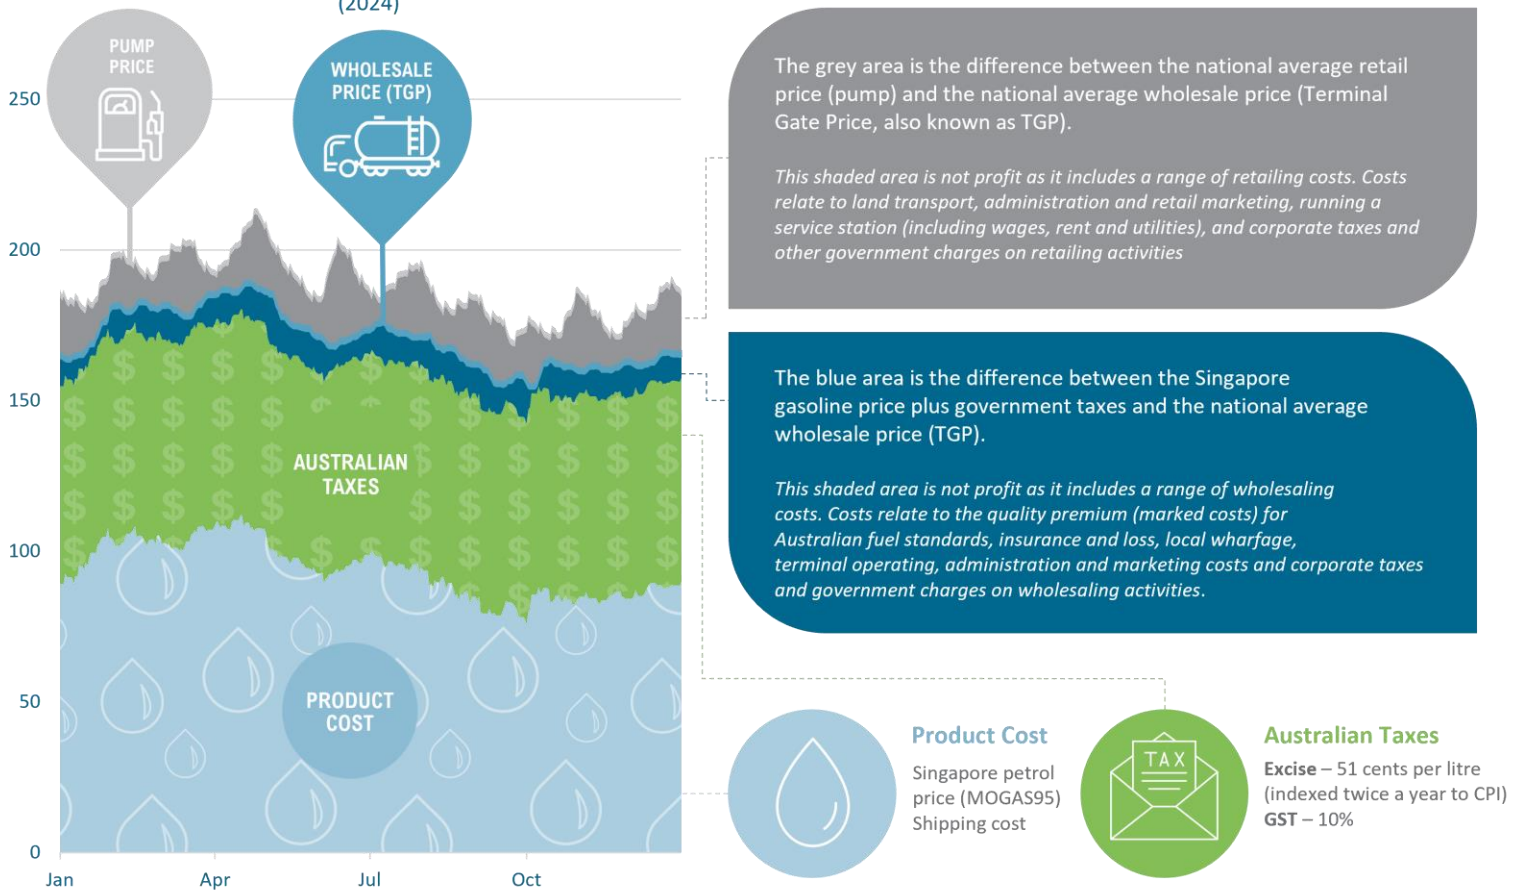 (2024)
PUMP
PRICE
WHOLESALE
PRICE (TGP)
250
200
150
100
50
0
Jan
Apr
Jul
Oct
AUSTRALIAN
TAXES
PRODUCT
COST
The grey area is the difference between the national average retail
price (pump) and the national average wholesale price (Terminal
Gate Price, also known as TGP).
This shaded area is not profit as it includes a range of retailing costs. Costs
relate to land transport, administration and retail marketing, running a
service station (including wages, rent and utilities), and corporate taxes and
other government charges on retailing activities
The blue area is the difference between the Singapore
gasoline price plus government taxes and the national average
wholesale price (TGP).
This shaded area is not profit as it includes a range of wholesaling
costs. Costs relate to the quality premium (marked costs) for
Australian fuel standards, insurance and loss, local wharfage,
terminal operating, administration and marketing costs and corporate taxes
and government charges on wholesaling activities.
Product Cost
Singapore petrol
price (MOGAS95)
Shipping cost
TAX
Australian Taxes
Excise – 51 cents per litre
(indexed twice a year to CPI)
GST – 10%